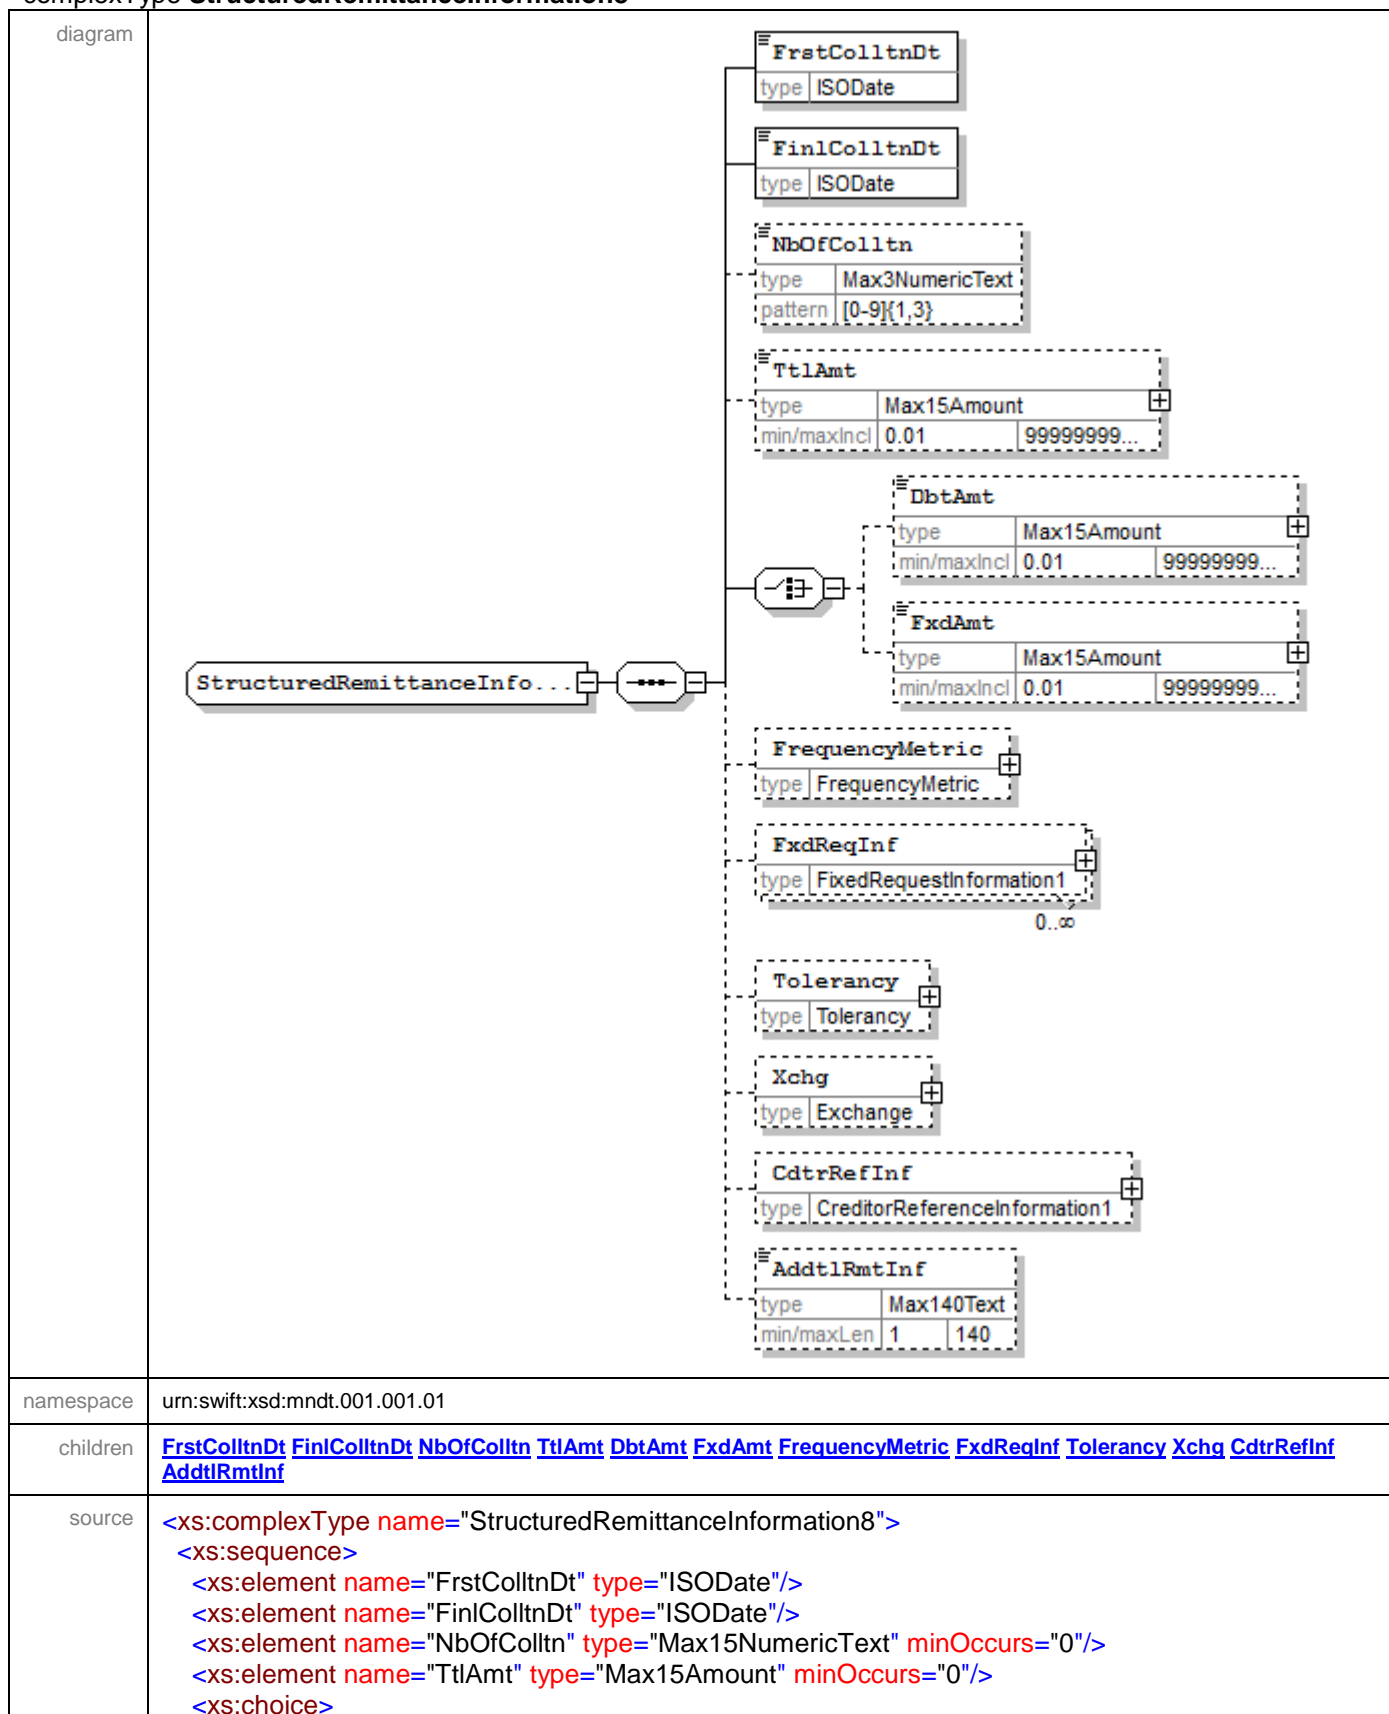 complexType StructuredRemittanceInformation8
diagram
FrstColltnDt
type ISODate
FinlColltnDt
type ISODate
NbOfColltn
type Max3NumericText
pattern [0-9]{1,3}
TtlAmt
type Max15Amount
min/maxIncl 0.01 99999999...
DbtAmt
type Max15Amount
min/maxIncl 0.01 99999999...
FxdAmt
type Max15Amount
min/maxIncl 0.01 99999999...
StructuredRemittanceInfo...
FrequencyMetric
type FrequencyMetric
FxdReqInf
type FixedRequestInformation1
0..∞
Tolerancy
type Tolerancy
Xchg
type Exchange
CdtrRefInf
type CreditorReferenceInformation1
AddtlRmtInf
type Max140Text
min/maxLen 1 140
namespace urn:swift:xsd:mndt.001.001.01
children FrstColltnDt FinlColltnDt NbOfColltn TtlAmt DbtAmt FxdAmt FrequencyMetric FxdReqInf Tolerancy Xchg CdtrRefInf
AddtlRmtInf
source <xs:complexType name="StructuredRemittanceInformation8">
<xs:sequence>
<xs:element name="FrstColltnDt" type="ISODate"/>
<xs:element name="FinlColltnDt" type="ISODate"/>
<xs:element name="NbOfColltn" type="Max15NumericText" minOccurs="0"/>
<xs:element name="TtlAmt" type="Max15Amount" minOccurs="0"/>
<xs:choice>